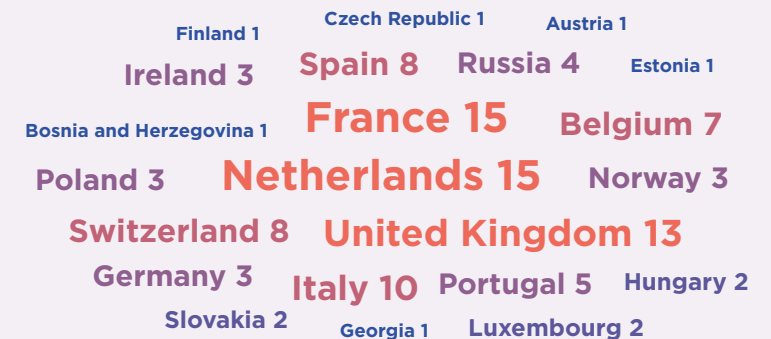 Czech Republic 1
Austria 1
Finland 1
Spain 8
Russia 4
Ireland 3
Estonia 1
France 15
Belgium 7
Bosnia and Herzegovina 1
Netherlands 15
Poland 3
Norway 3
Switzerland 8
United Kingdom 13
Germany 3
Italy 10
Portugal 5
Hungary 2
Slovakia 2
Georgia 1
Luxembourg 2